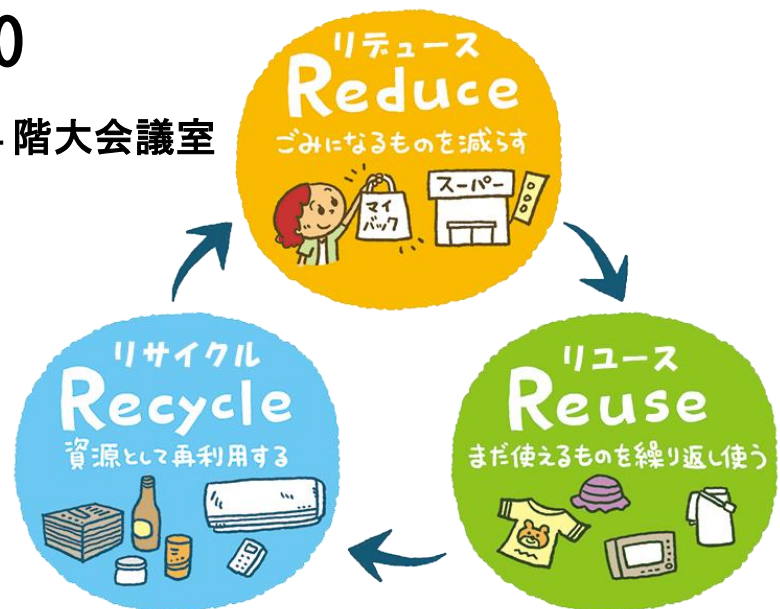 0
階大会議室
リデュース
Reduce
ごみになるものを減らす
マイ
バック
スーパー
リサイクル
Recycle
資源として再利用する
リユース
Reuse
まだ使えるものを繰り返し使う